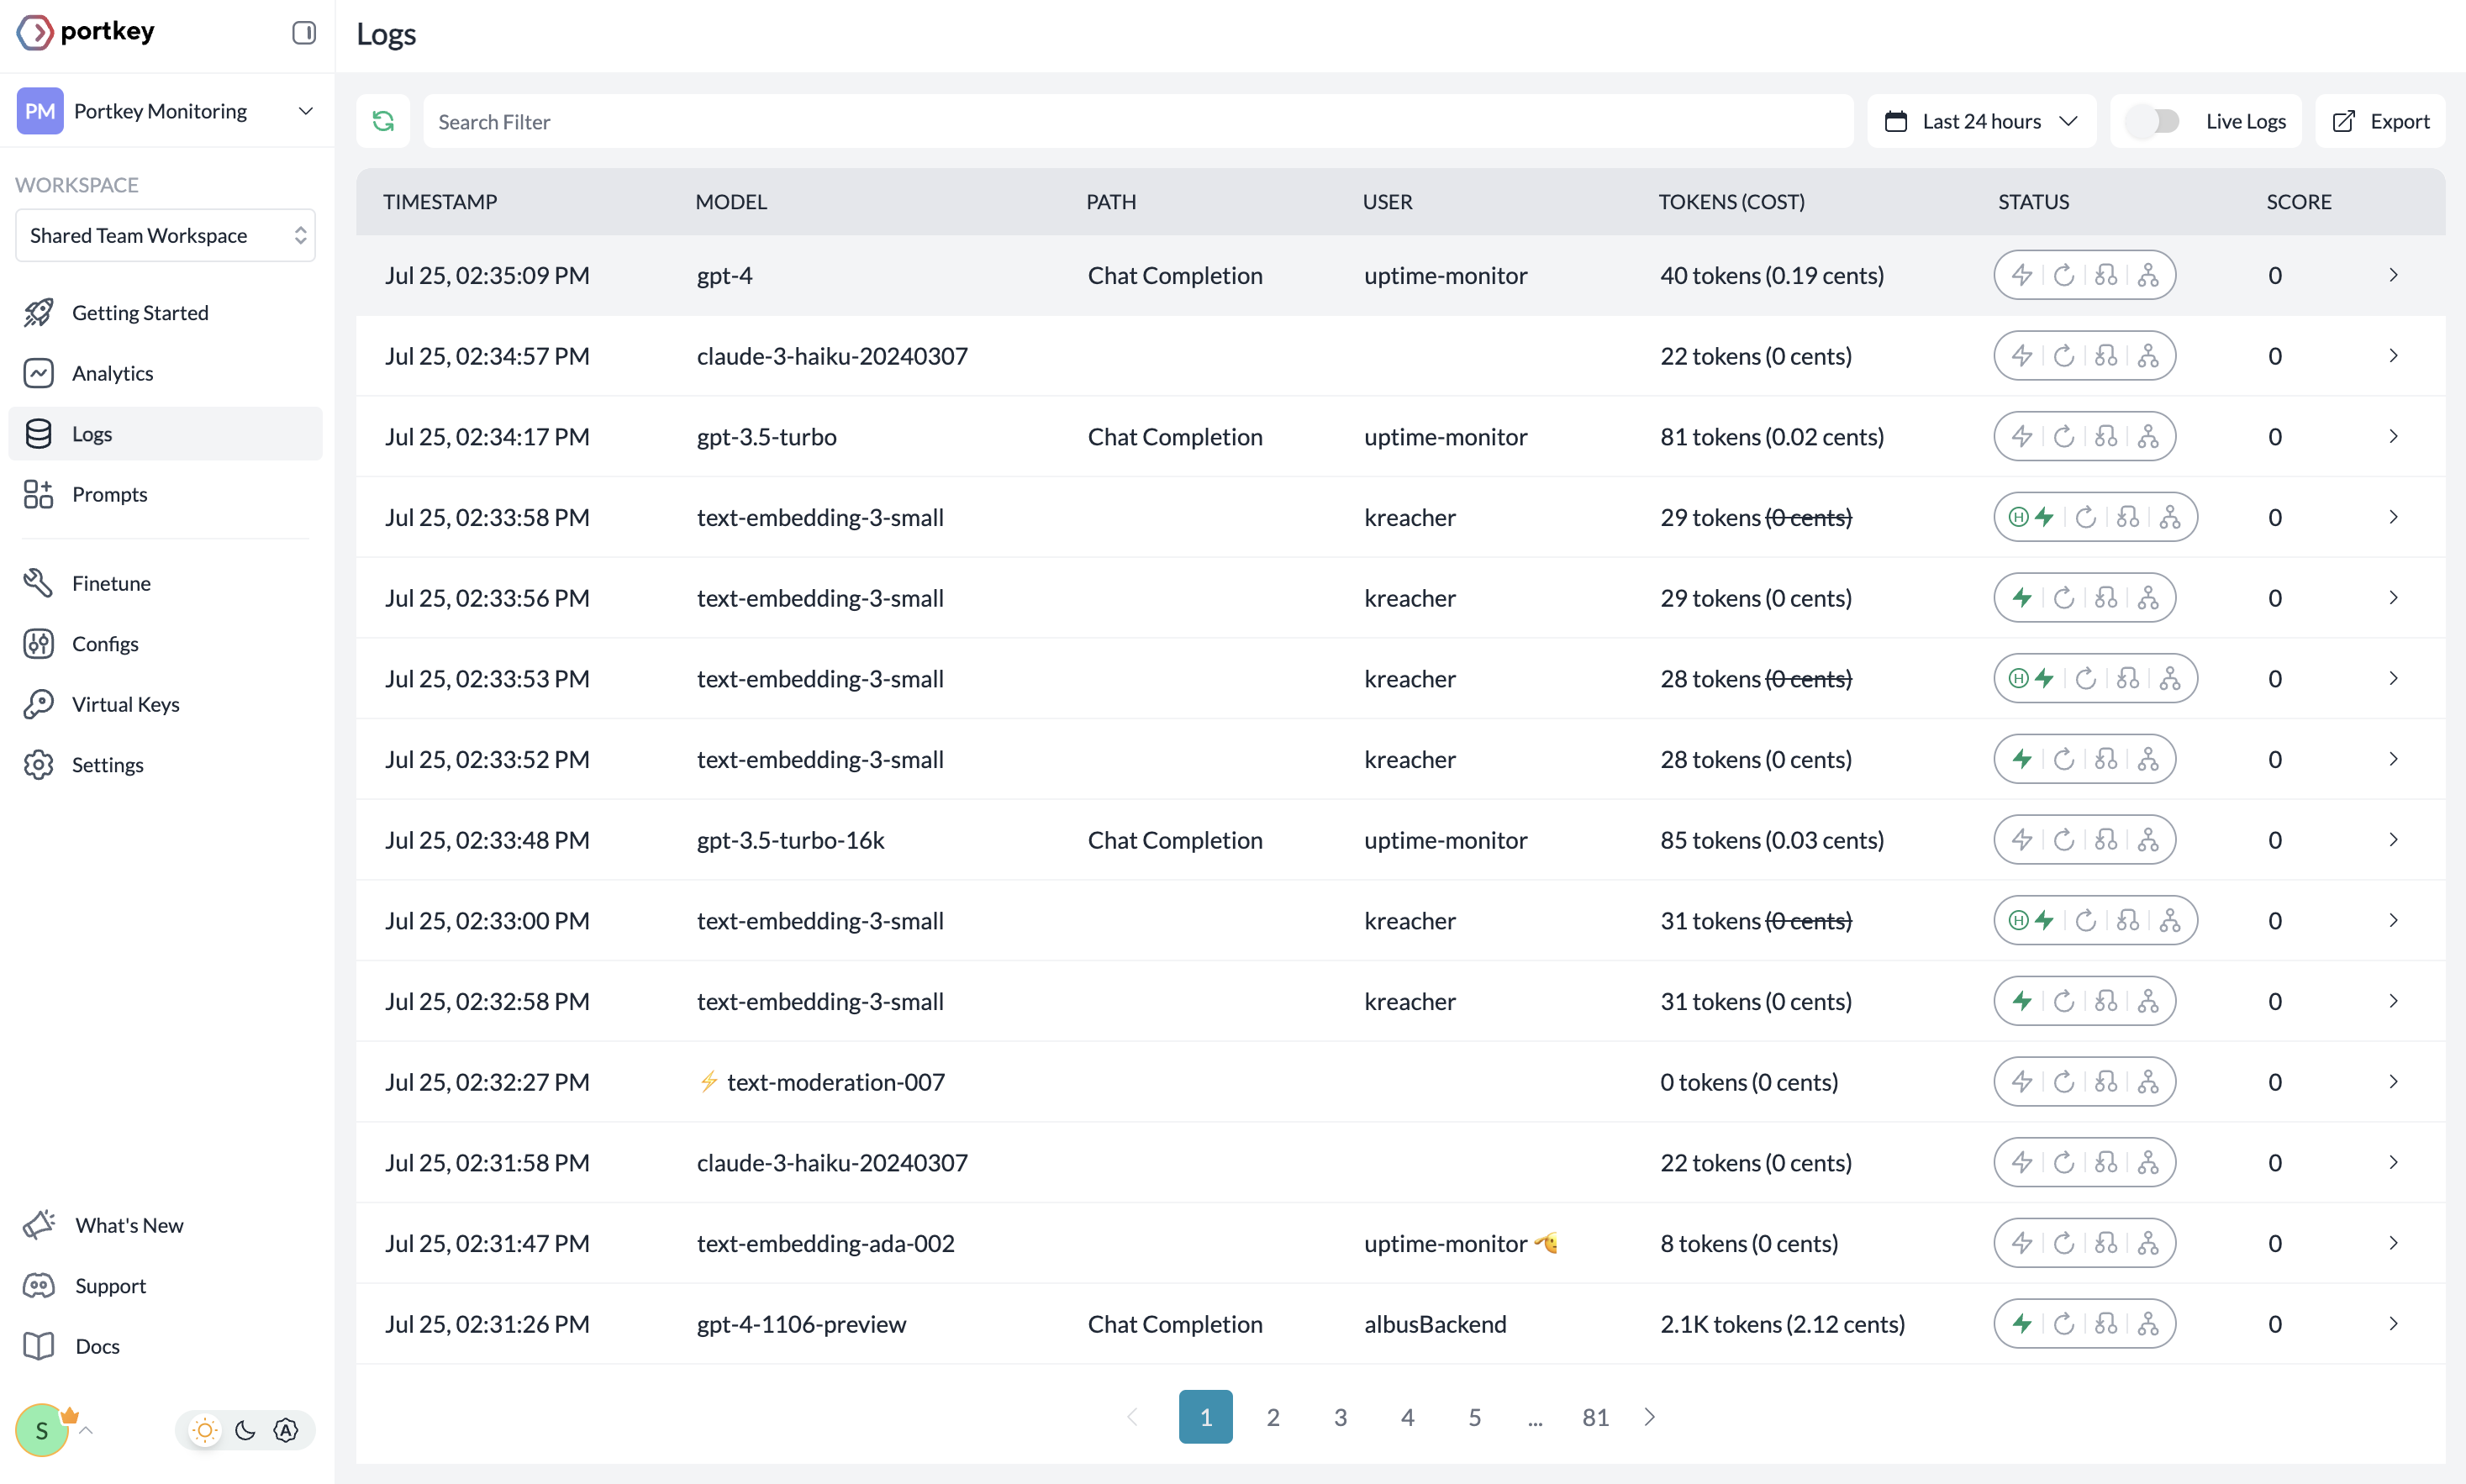 portkey
Logs
PM Portkey Monitoring
Search Filter
Last 24 hours
Live Logs
Export
WORKSPACE
Shared Team Workspace
Getting Started
Analytics
Logs
Prompts
Finetune
Configs
Virtual Keys
Settings
What's New
Support
Docs
S
TIMESTAMP MODEL PATH USER TOKENS (COST) STATUS SCORE
Jul 25, 02:35:09 PM gpt-4 Chat Completion uptime-monitor 40 tokens (0.19 cents) 0
Jul 25, 02:34:57 PM claude-3-haiku-20240307 22 tokens (0 cents) 0
Jul 25, 02:34:17 PM gpt-3.5-turbo Chat Completion uptime-monitor 81 tokens (0.02 cents) 0
Jul 25, 02:33:58 PM text-embedding-3-small kreacher 29 tokens (0 cents) H 0
Jul 25, 02:33:56 PM text-embedding-3-small kreacher 29 tokens (0 cents) 0
Jul 25, 02:33:53 PM text-embedding-3-small kreacher 28 tokens (0 cents) H 0
Jul 25, 02:33:52 PM text-embedding-3-small kreacher 28 tokens (0 cents) 0
Jul 25, 02:33:48 PM gpt-3.5-turbo-16k Chat Completion uptime-monitor 85 tokens (0.03 cents) 0
Jul 25, 02:33:00 PM text-embedding-3-small kreacher 31 tokens (0 cents) H 0
Jul 25, 02:32:58 PM text-embedding-3-small kreacher 31 tokens (0 cents) 0
Jul 25, 02:32:27 PM ⚡ text-moderation-007 0 tokens (0 cents) 0
Jul 25, 02:31:58 PM claude-3-haiku-20240307 22 tokens (0 cents) 0
Jul 25, 02:31:47 PM text-embedding-ada-002 uptime-monitor 8 tokens (0 cents) 0
Jul 25, 02:31:26 PM gpt-4-1106-preview Chat Completion albusBackend 2.1K tokens (2.12 cents) 0
1 2 3 4 5 ... 81
A